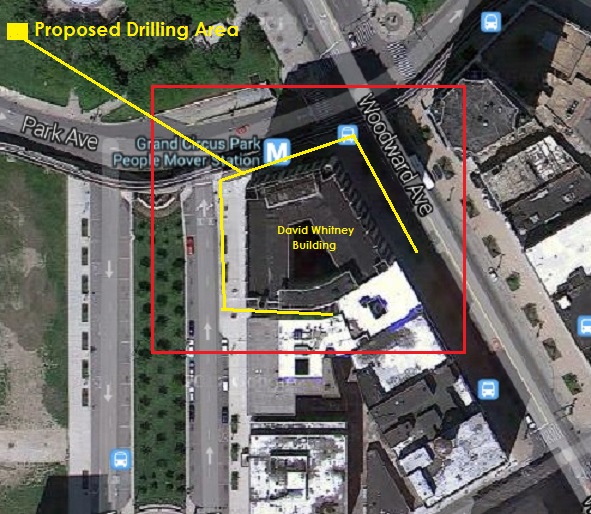 Proposed Drilling Area
Park Ave
Grand Circus Park
People Mover Station
M
Woodward Ave
David Whitney
Building